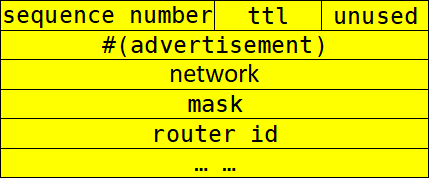 sequence number ttl unused
#(advertisement)
network
mask
router id
… …